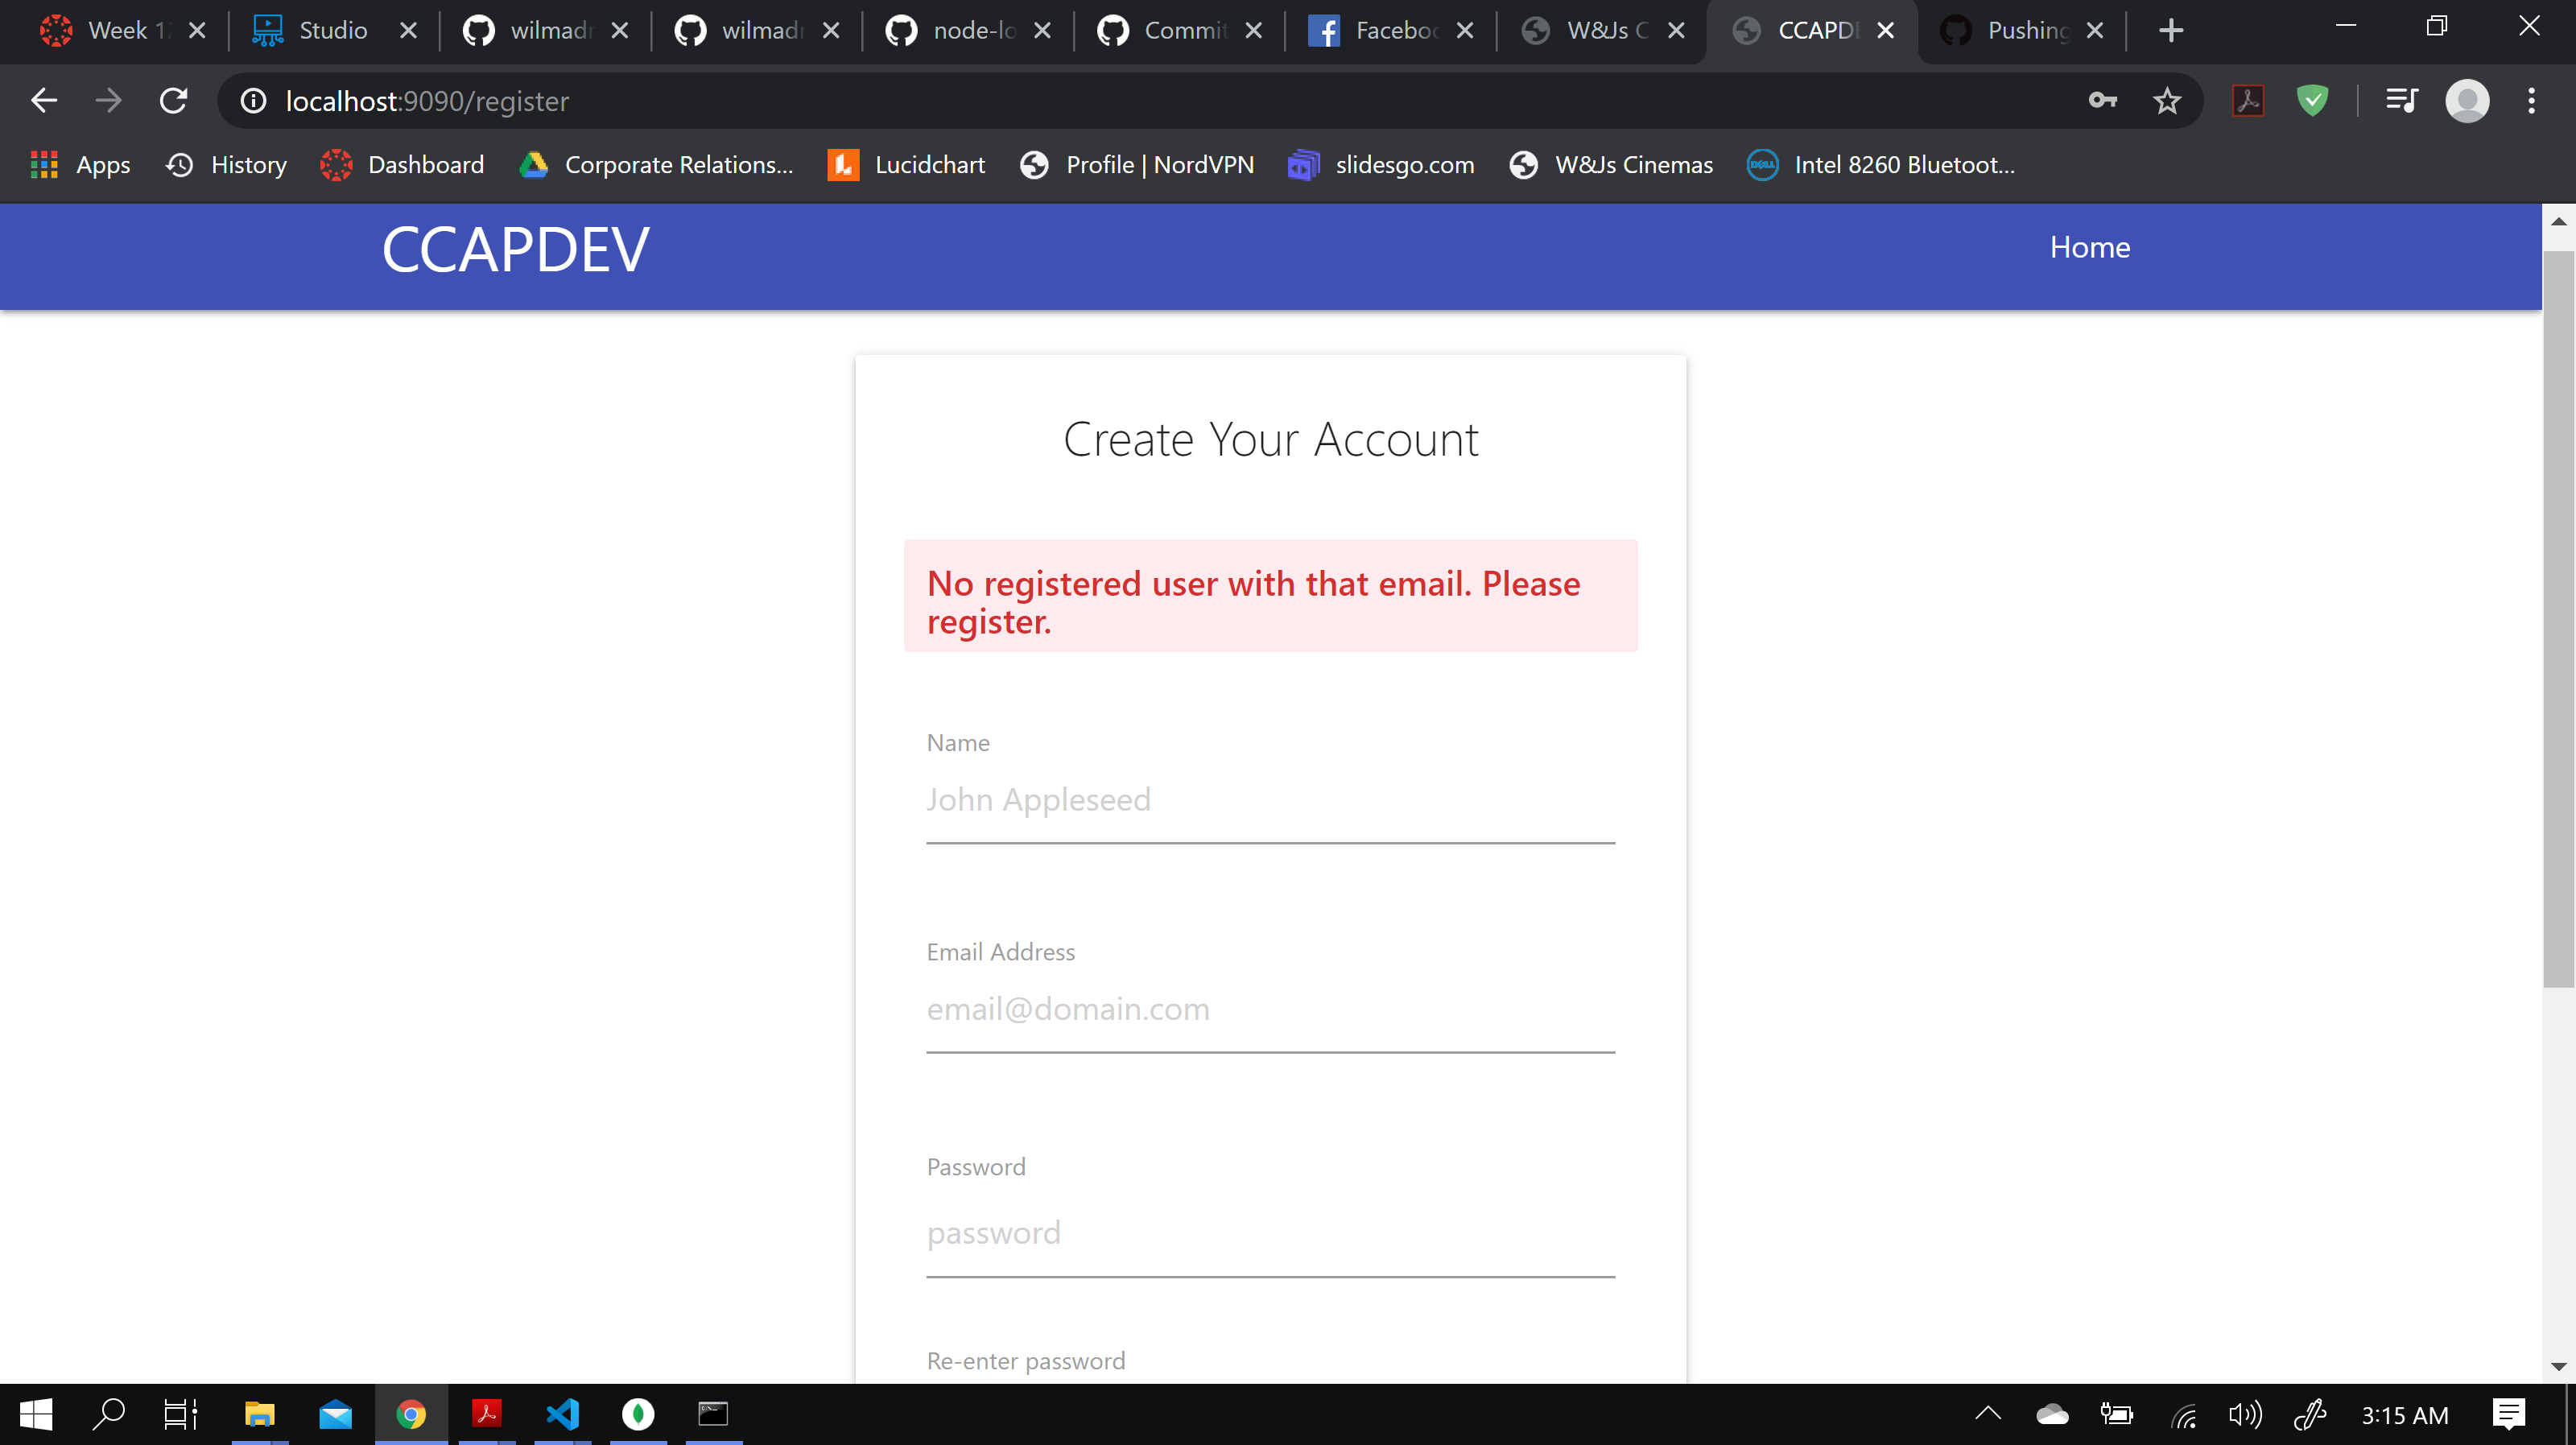 Week 1
Studio
wilmadr
wilmadr
node-lo
Commit
Faceboo
W&Js C
CCAPD
Pushing
localhost:9090/register
Apps
History
Dashboard
Corporate Relations...
Lucidchart
Profile | NordVPN
slidesgo.com
W&Js Cinemas
DELL
Intel 8260 Bluetoot...
CCAPDEV
Home
Create Your Account
No registered user with that email. Please
register.
Name
John Appleseed
Email Address
email@domain.com
Password
password
Re-enter password
3:15 AM